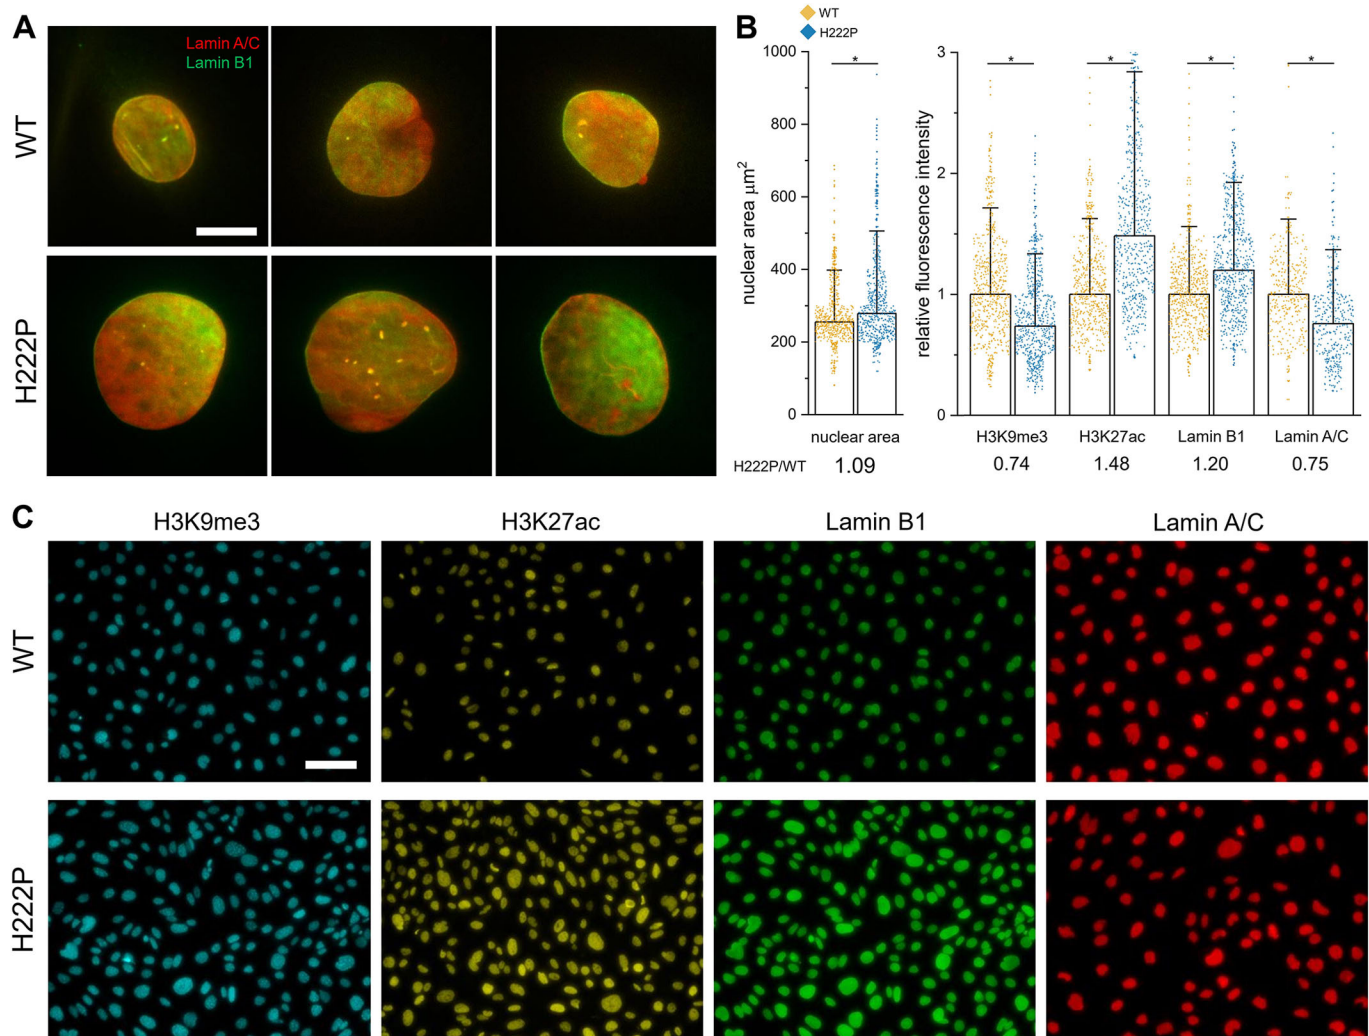 A
Lamin A/C
Lamin B1
WT
H222P
B
WT
H222P
nuclear area μm²
1000
800
600
400
200
0
nuclear area
H222P/WT
1.09
relative fluorescence intensity
3
2
1
0
*
*
*
*
*
H3K9me3
H3K27ac
Lamin B1
Lamin A/C
0.74
1.48
1.20
0.75
C
H3K9me3
H3K27ac
Lamin B1
Lamin A/C
WT
H222P